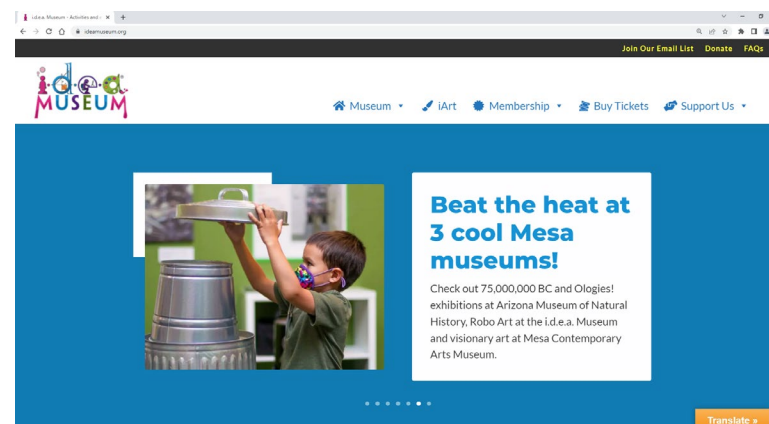 i.d.e.a. Museum - Activities and
ideamuseum.org
Join Our Email List Donate FAQs
i.d.e.a.
MUSEUM
Museum iArt Membership Buy Tickets Support Us
Beat the heat at
3 cool Mesa
museums!
Check out 75,000,000 BC and Ologies!
exhibitions at Arizona Museum of Natural
History, Robo Art at the i.d.e.a. Museum
and visionary art at Mesa Contemporary
Arts Museum.
Translate »